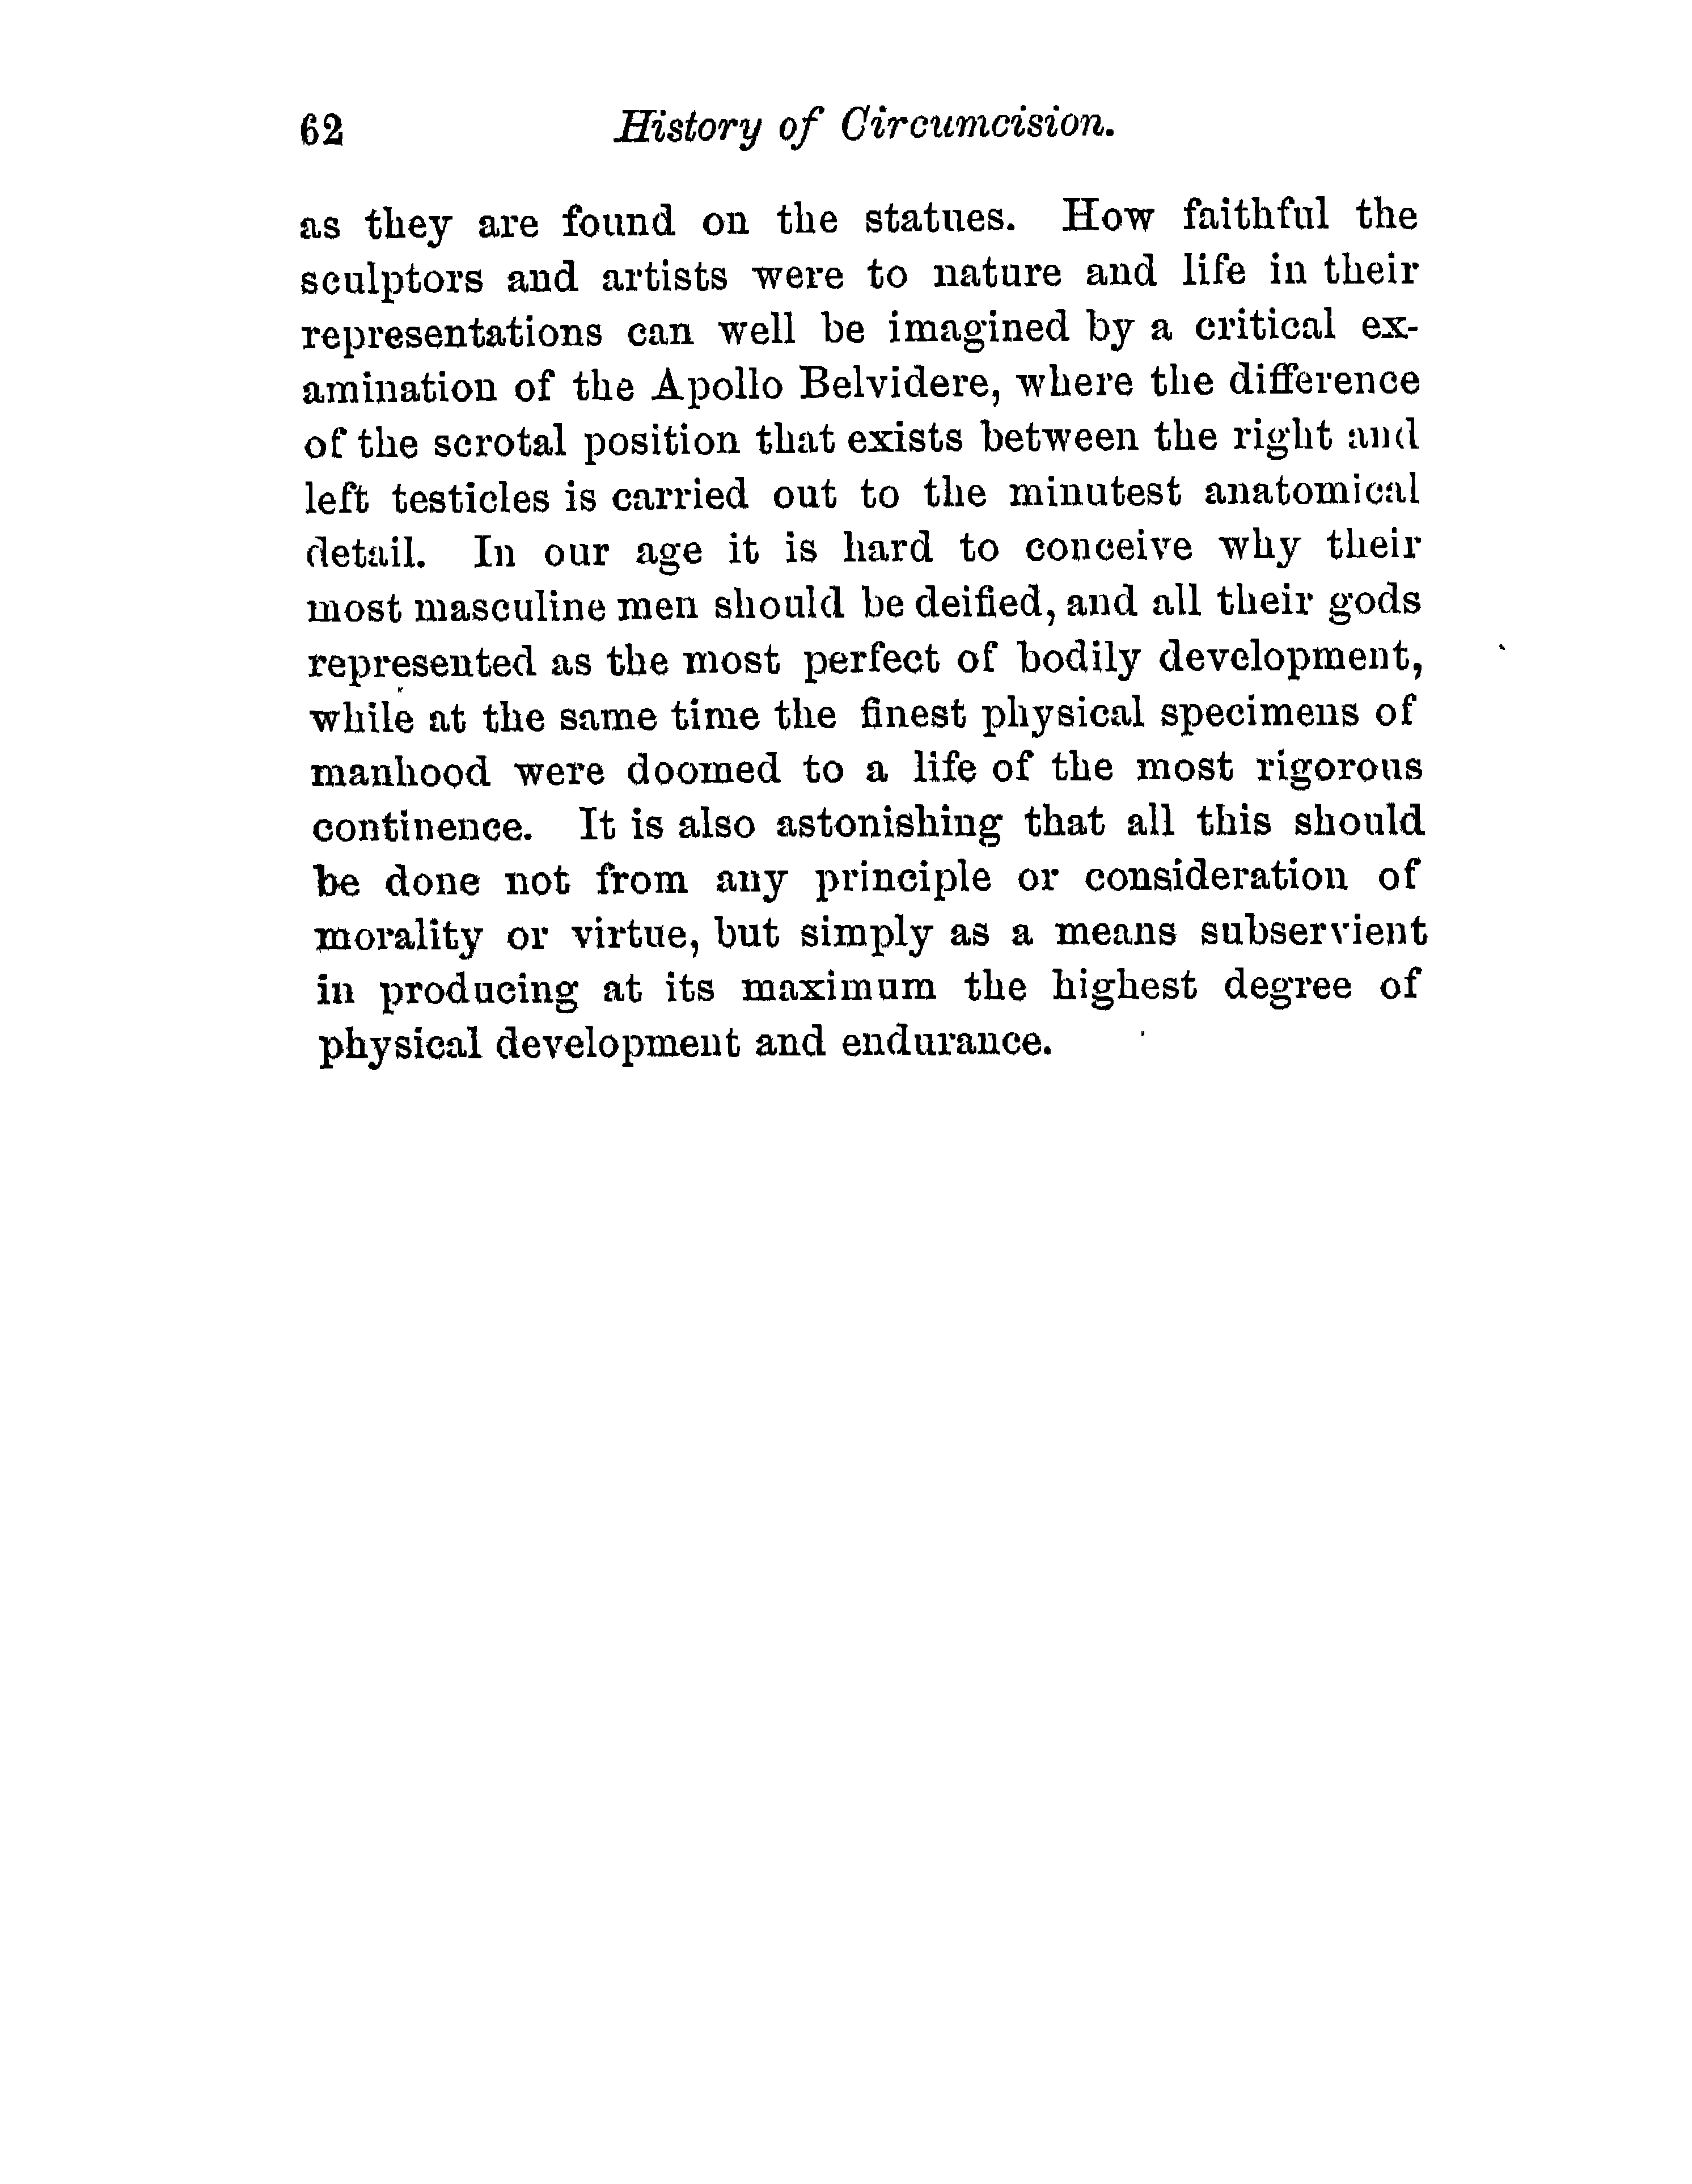 62 History of Circumcision.
as they are found on the statues. How faithful the
sculptors and artists were to nature and life in their
representations can well be imagined by a critical ex-
amination of the Apollo Belvidere, where the difference
of the scrotal position that exists between the right and
left testicles is carried out to the minutest anatomical
detail. In our age it is hard to conceive why their
most masculine men should be deified, and all their gods
represented as the most perfect of bodily development,
while at the same time the finest physical specimens of
manhood were doomed to a life of the most rigorous
continence. It is also astonishing that all this should
be done not from any principle or consideration of
morality or virtue, but simply as a means subservient
in producing at its maximum the highest degree of
physical development and endurance.